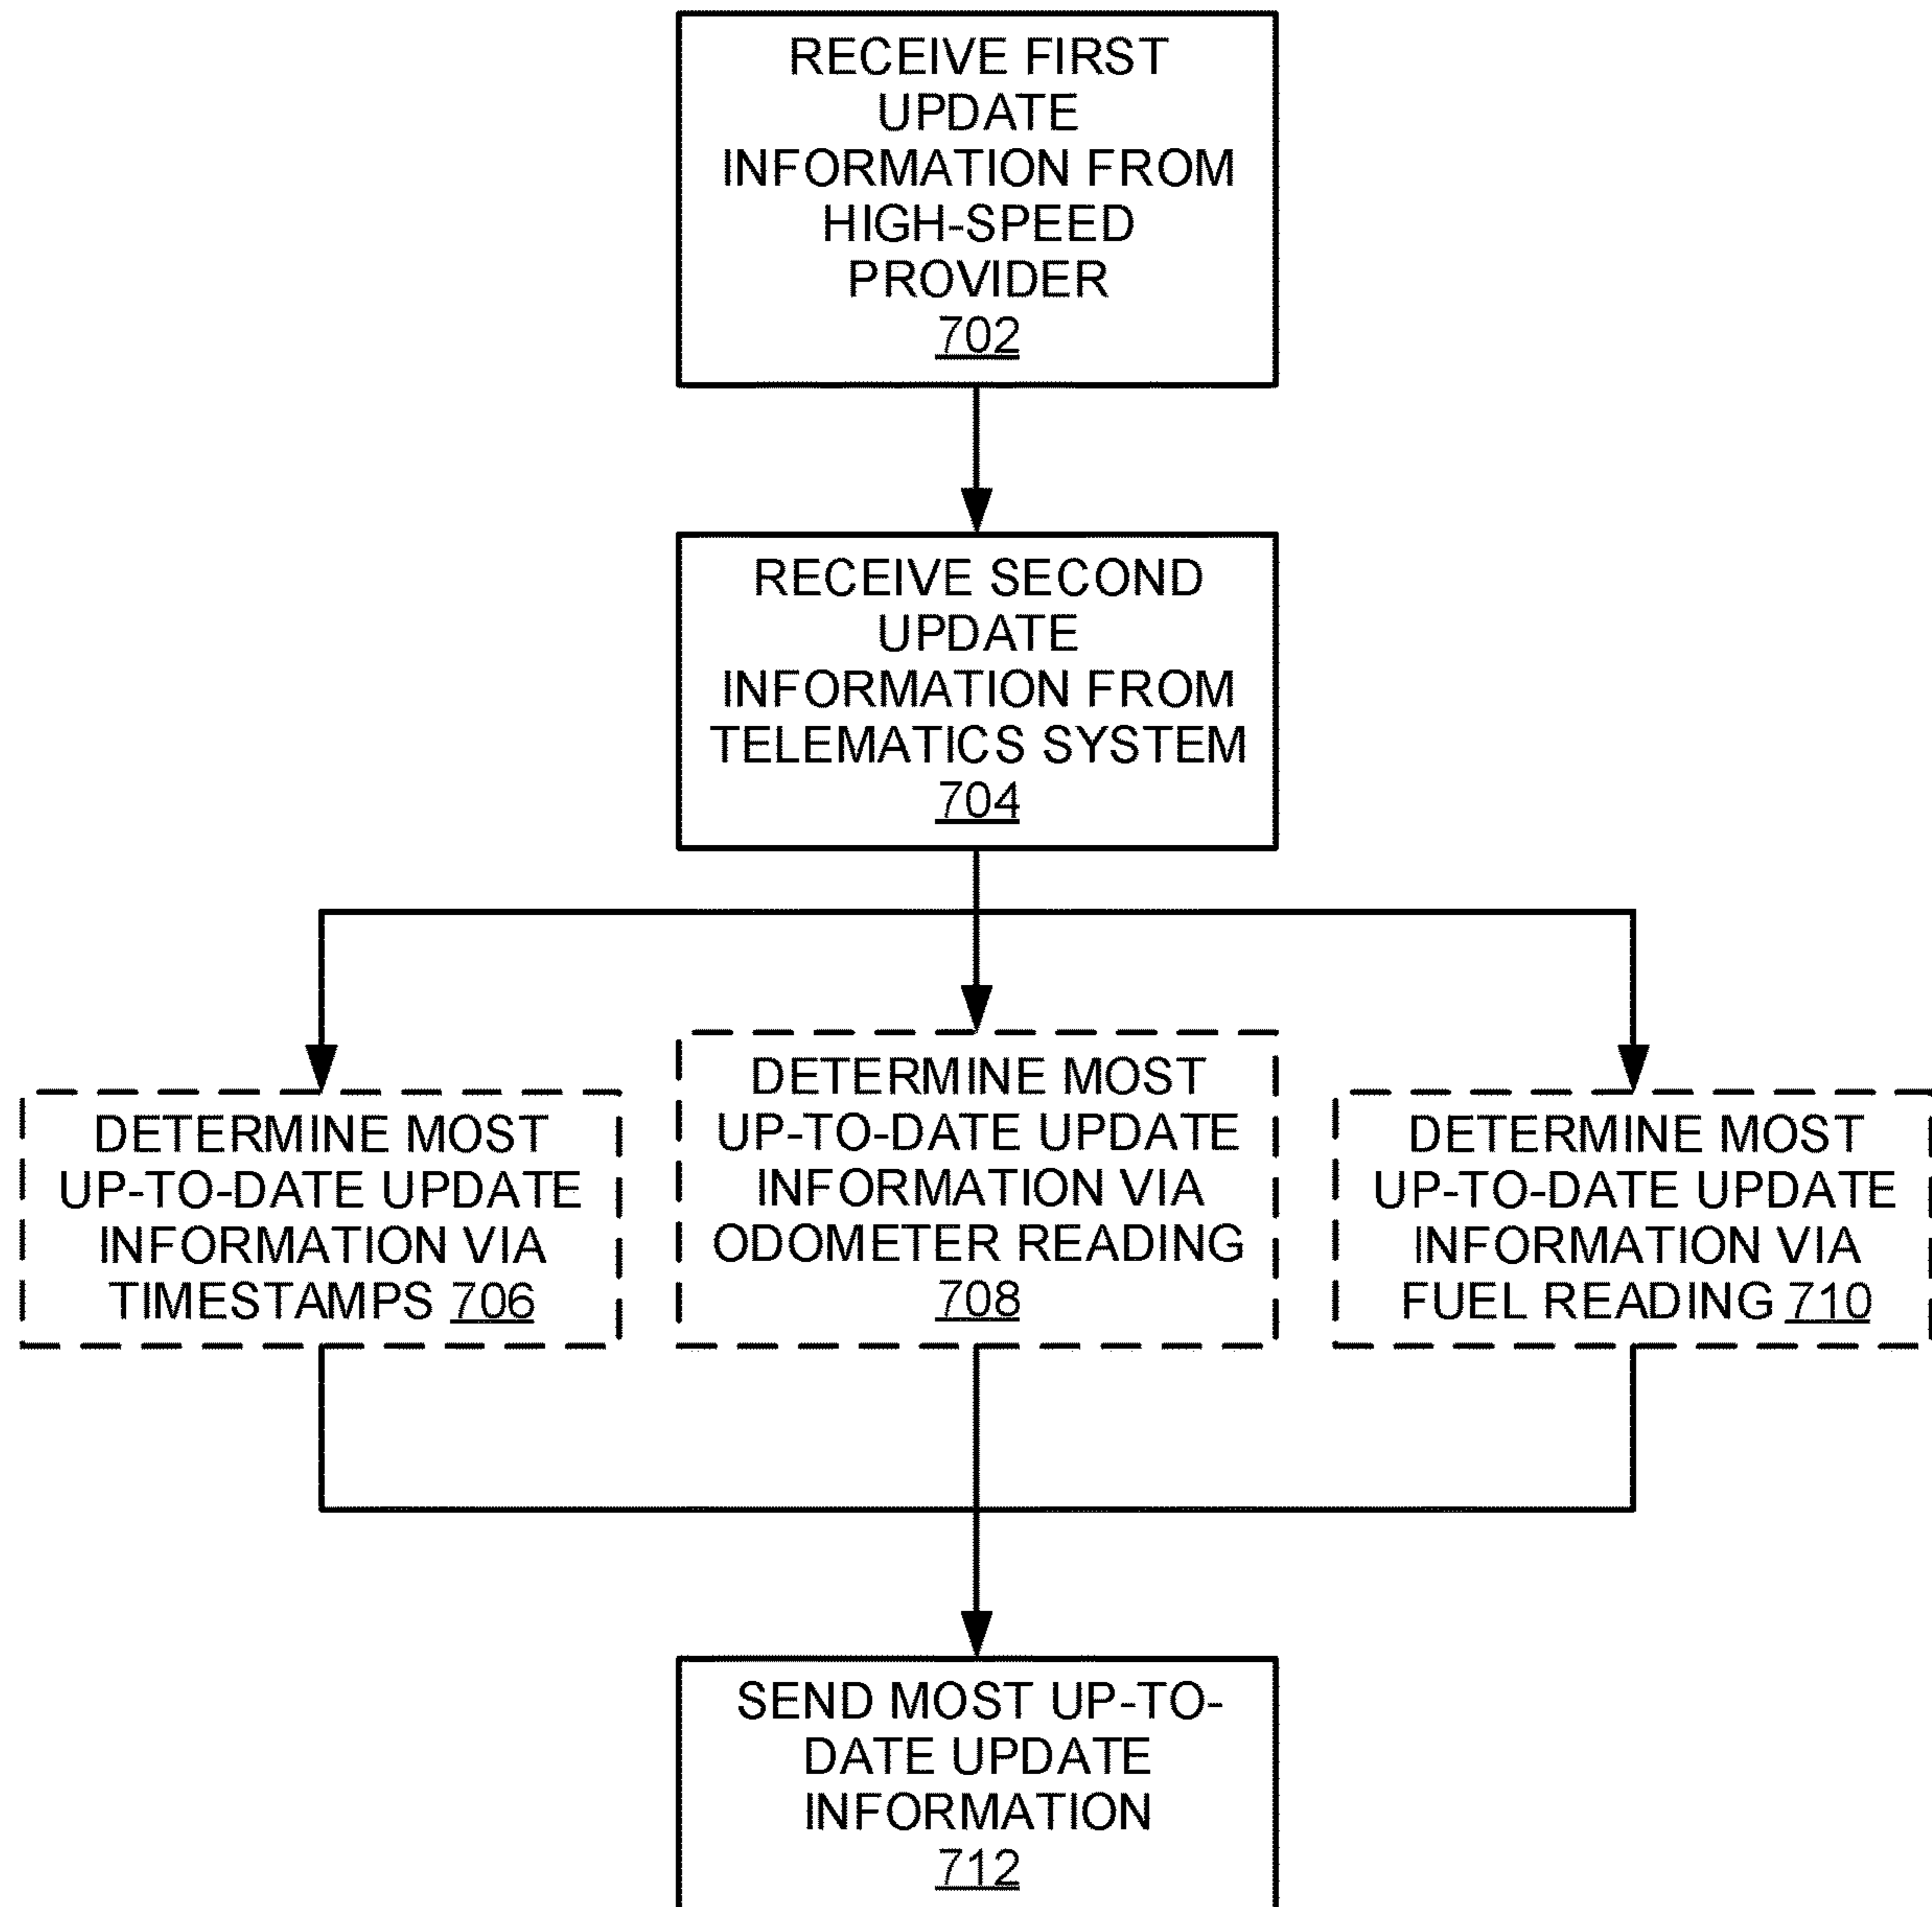 RECEIVE FIRST
UPDATE
INFORMATION FROM
HIGH-SPEED
PROVIDER
702
RECEIVE SECOND
UPDATE
INFORMATION FROM
TELEMATICS SYSTEM
704
DETERMINE MOST
UP-TO-DATE UPDATE
INFORMATION VIA
TIMESTAMPS 706
DETERMINE MOST
UP-TO-DATE UPDATE
INFORMATION VIA
ODOMETER READING
708
DETERMINE MOST
UP-TO-DATE UPDATE
INFORMATION VIA
FUEL READING 710
SEND MOST UP-TO-
DATE UPDATE
INFORMATION
712